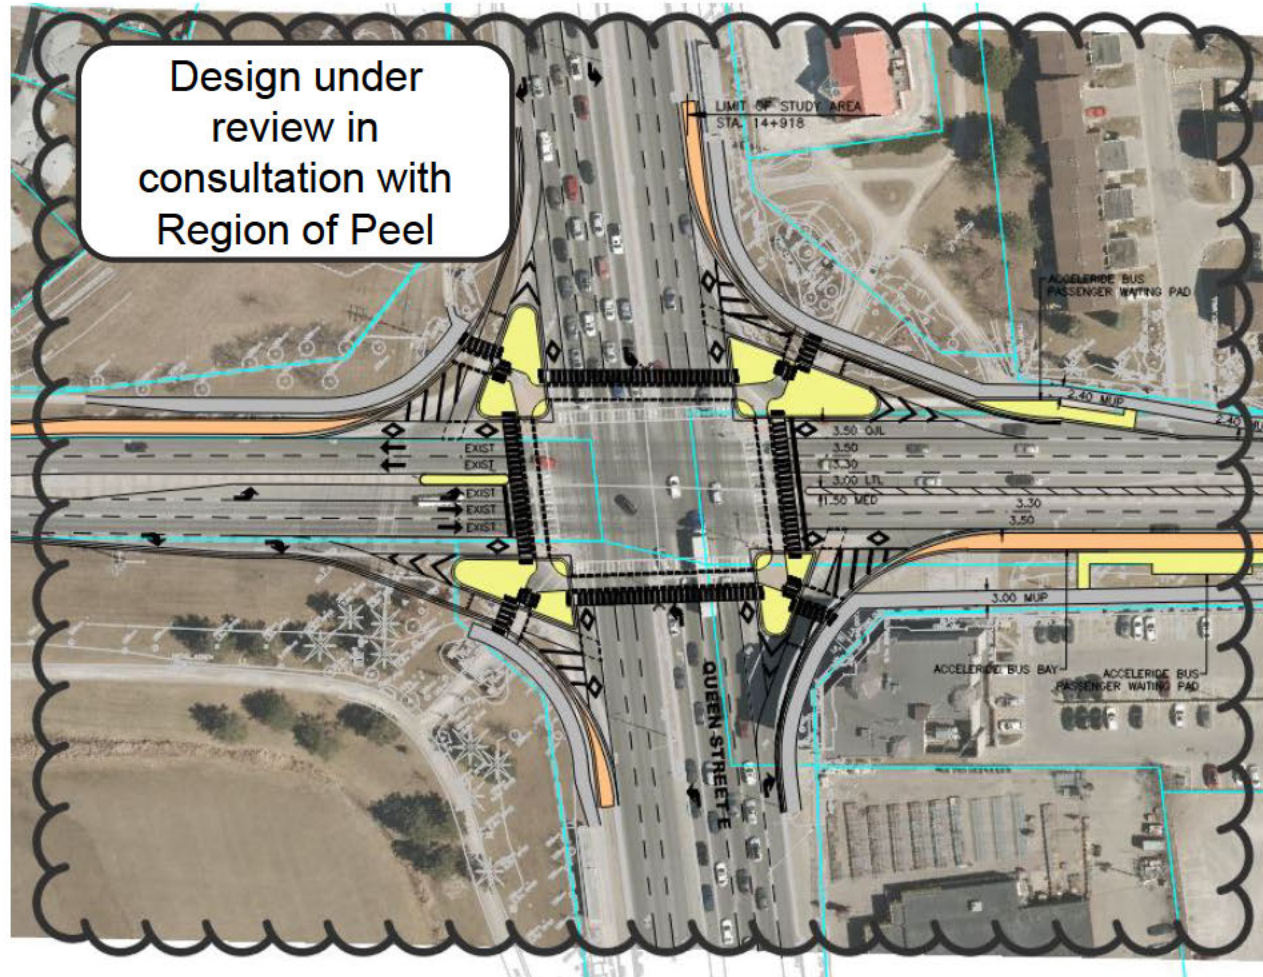 Design under
review in
consultation with
Region of Peel
LIMIT OF STUDY AREA
STA. 14+918
ACCELERIDE BUS
PASSENGER WAITING PAD
2.40 MUP
2.40
3.50
3.50
3.30
3.00 LTL
1.50 MED
3.30
3.50
EXIST
EXIST
EXIST
EXIST
EXIST
3.00 MUP
ACCELERIDE BUS BAY
ACCELERIDE BUS
PASSENGER WAITING PAD
QUEEN STREET E